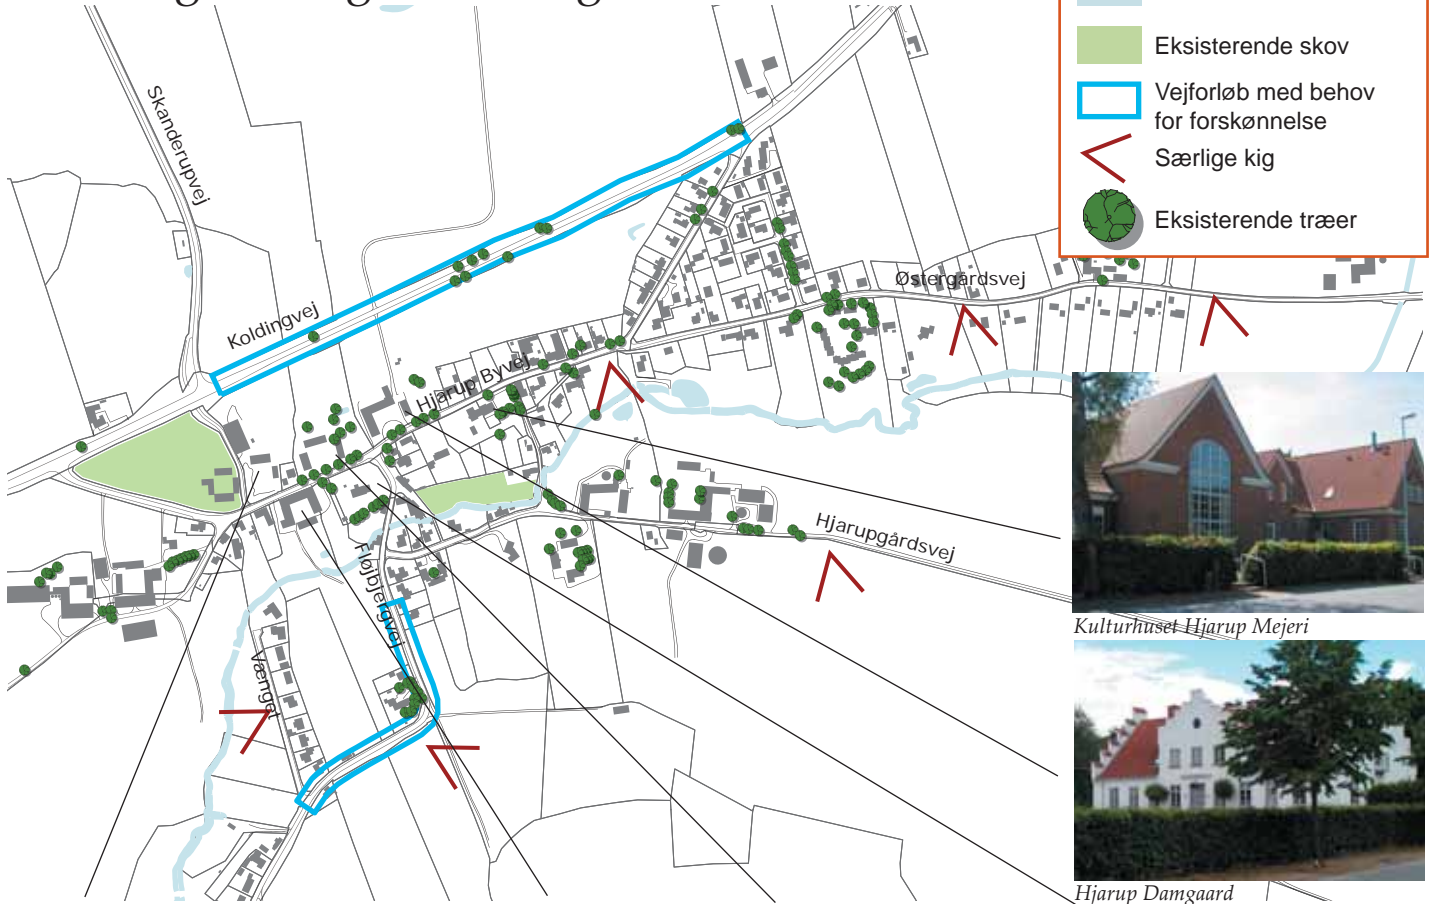 Eksisterende skov
Vejforløb med behov
for forskønnelse
Særlige kig
Eksisterende træer
Skanderupvej
Koldingvej
Østergårdsvej
Hjarup Byvej
Hjarupgårdsvej
Fløjbjergvej
Vænget
Kulturhuset Hjarup Mejeri
Hjarup Damgaard